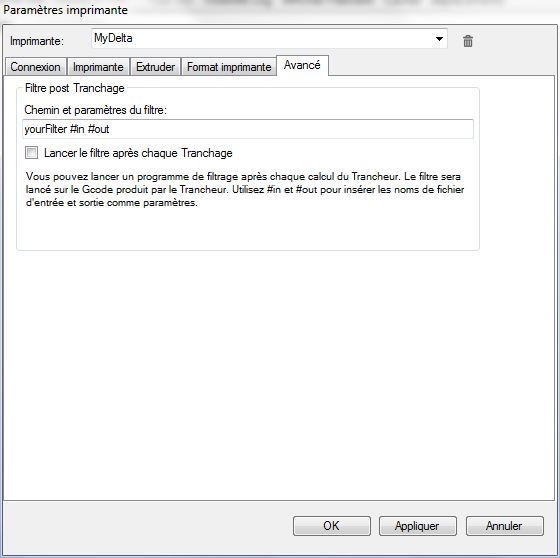 Paramètres imprimante
Imprimante: MyDelta
Connexion Imprimante Extruder Format imprimante Avancé
Filtre post Tranchage
Chemin et paramètres du filtre:
yourFilter #in #out
Lancer le filtre après chaque Tranchage
Vous pouvez lancer un programme de filtrage après chaque calcul du Trancheur. Le filtre sera
lancé sur le Gcode produit par le Trancheur. Utilisez #in et #out pour insérer les noms de fichier
d'entrée et sortie comme paramètres.
OK Appliquer Annuler